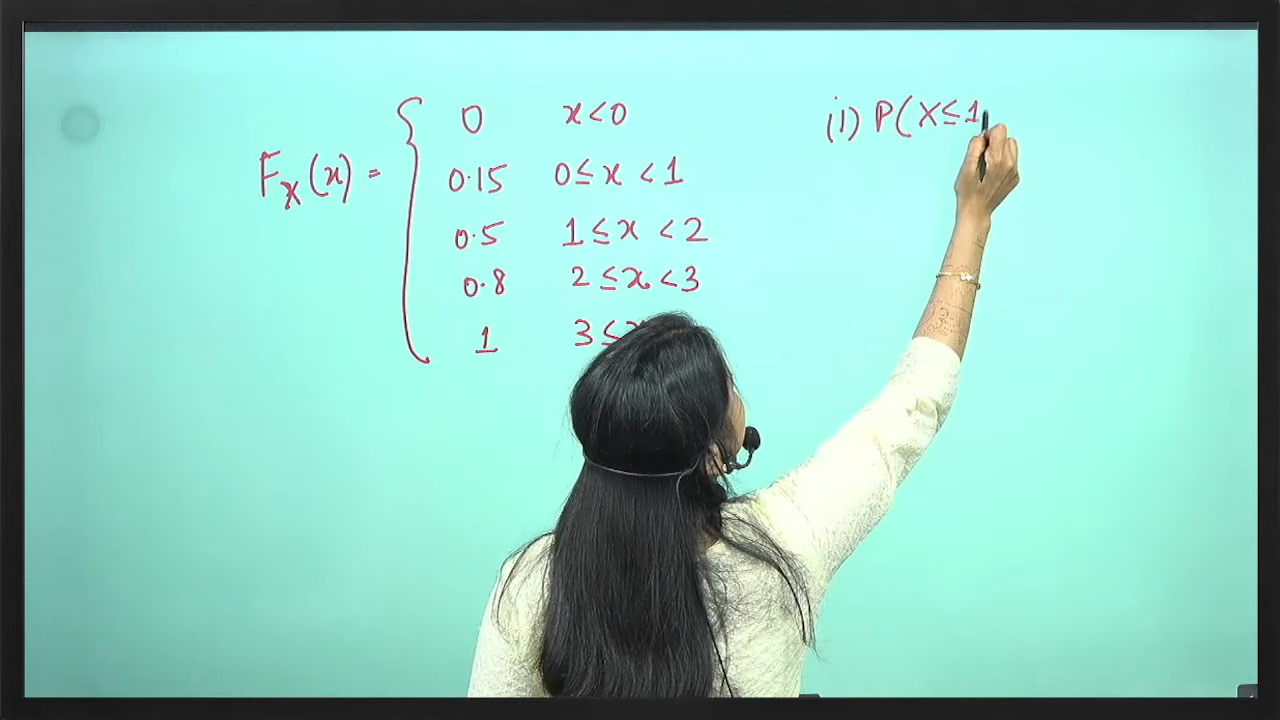 F_X(x) = {
0 x<0
0.15 0≤x<1
0.5 1≤x<2
0.8 2≤x<3
1 3≤
(i) P(X≤1